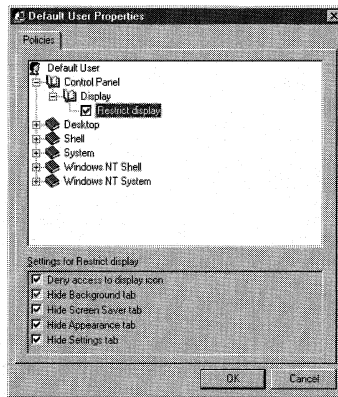 Default User Properties
Policies
Default User
Control Panel
Display
Restrict display
Desktop
Shell
System
Windows NT Shell
Windows NT System
Settings for Restrict display
Deny access to display icon
Hide Background tab
Hide Screen Saver tab
Hide Appearance tab
Hide Settings tab
OK
Cancel